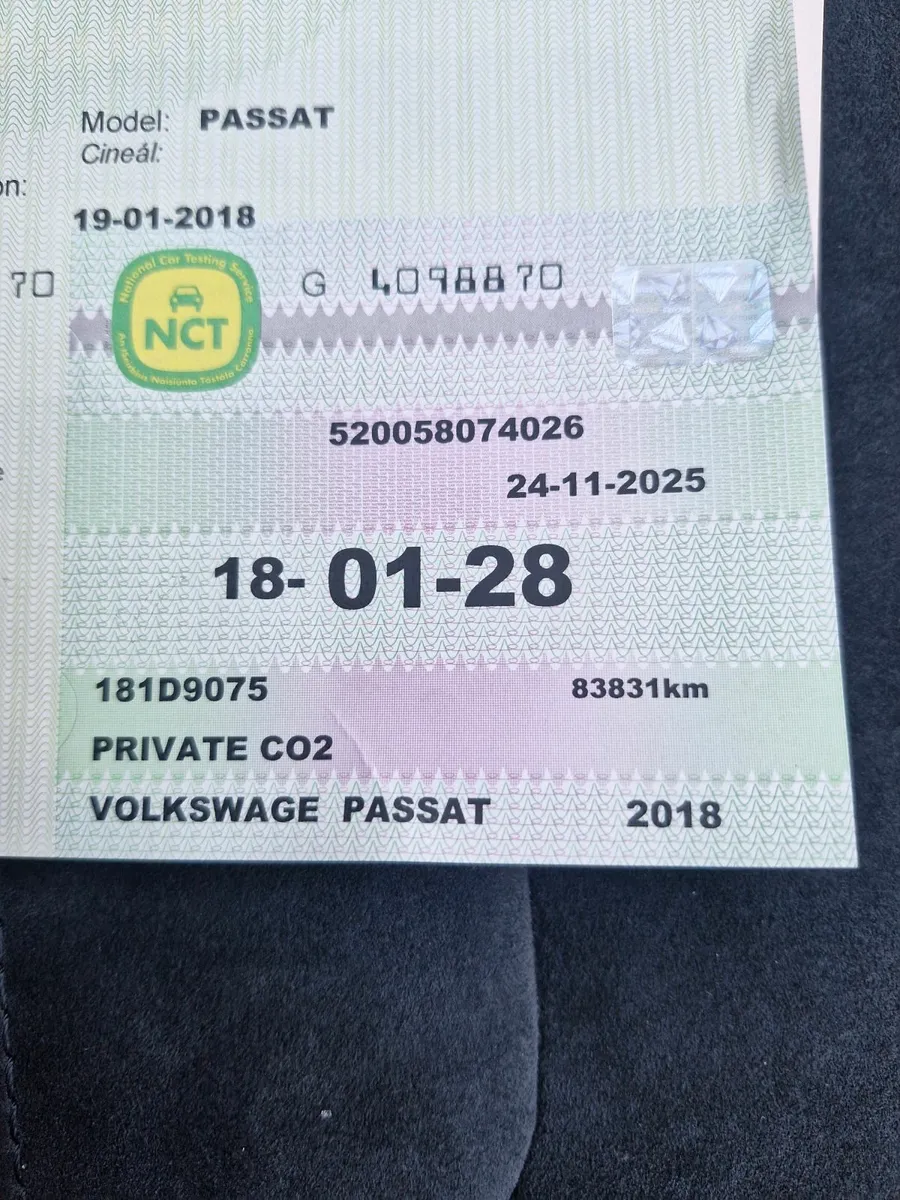 Model: PASSAT
Cineál:
on:
19-01-2018
70
National Car Testing Service
NCT
G 4098870
520058074026
24-11-2025
18- 01-28
181D9075
83831km
PRIVATE CO2
VOLKSWAGE PASSAT 2018